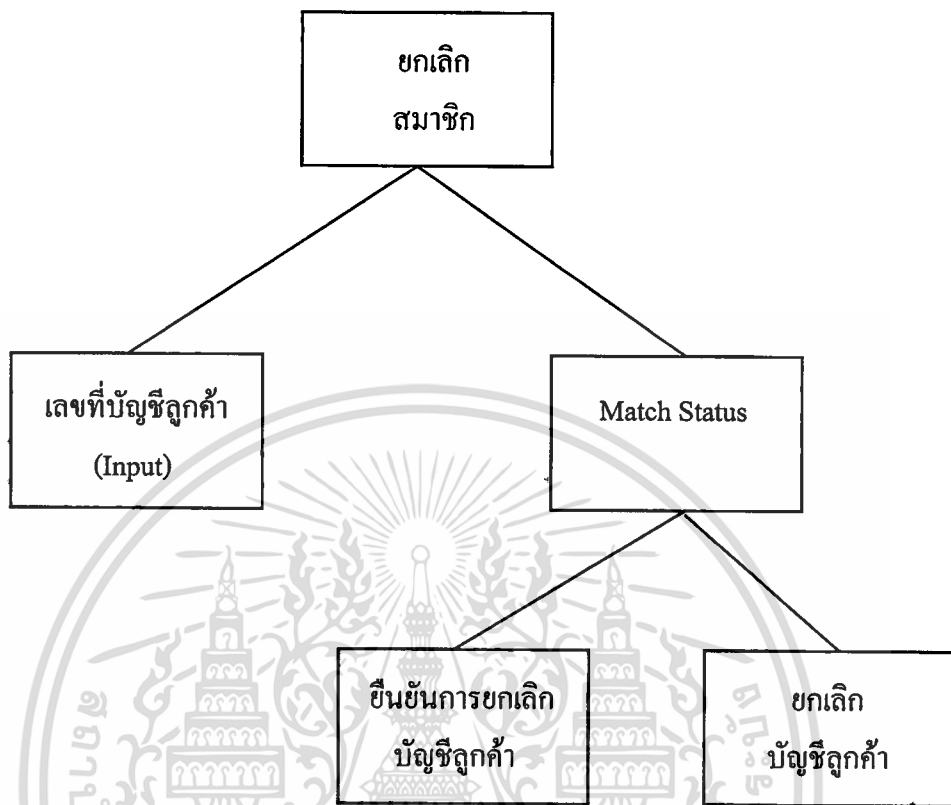 ยกเลิก
สมาชิก
เลขที่บัญชีลูกค้า
(Input)
Match Status
ยืนยันการยกเลิก
บัญชีลูกค้า
ยกเลิก
บัญชีลูกค้า